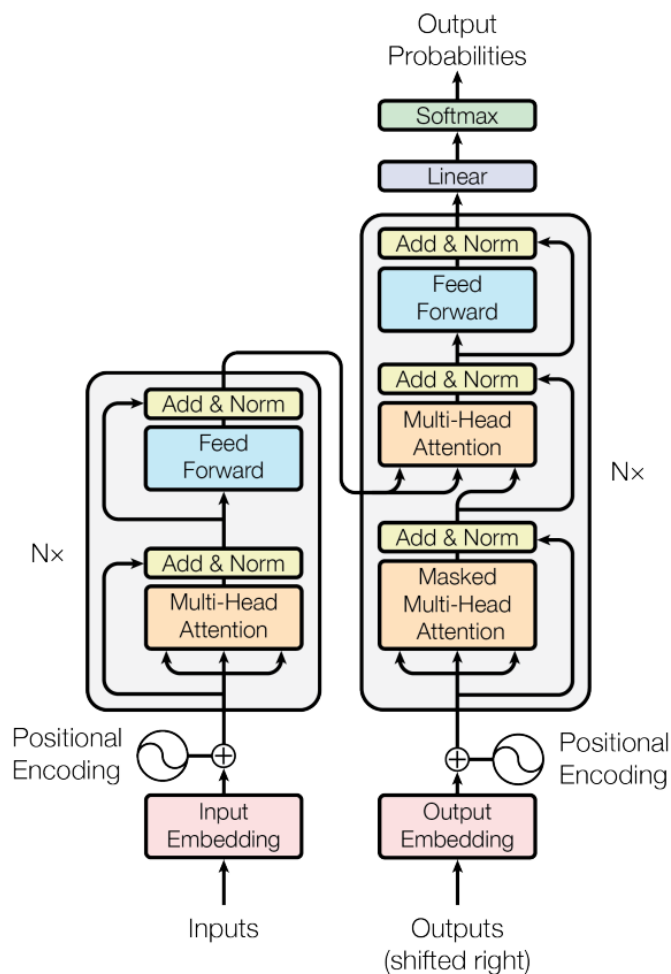 Output
Probabilities
Softmax
Linear
Add & Norm
Feed
Forward
Add & Norm
Multi-Head
Attention
Nx
Add & Norm
Masked
Multi-Head
Attention
Add & Norm
Feed
Forward
N×
Add & Norm
Multi-Head
Attention
Positional
Encoding
Positional
Encoding
Input
Embedding
Output
Embedding
Inputs
Outputs
(shifted right)